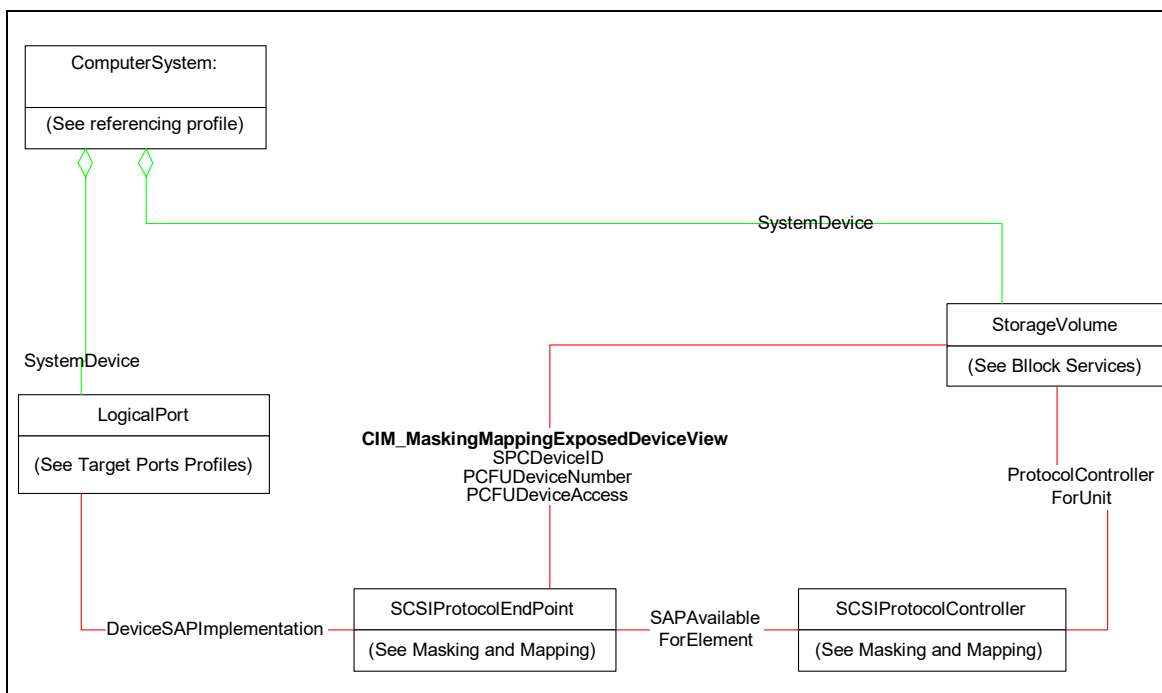 ComputerSystem:
(See referencing profile)
SystemDevice
StorageVolume
(See Bllock Services)
SystemDevice
LogicalPort
(See Target Ports Profiles)
CIM_MaskingMappingExposedDeviceView
SPCDeviceID
PCFUDeviceNumber
PCFUDeviceAccess
ProtocolController
ForUnit
DeviceSAPImplementation
SCSIProtocolEndPoint
(See Masking and Mapping)
SAPAvailable
ForElement
SCSIProtocolController
(See Masking and Mapping)